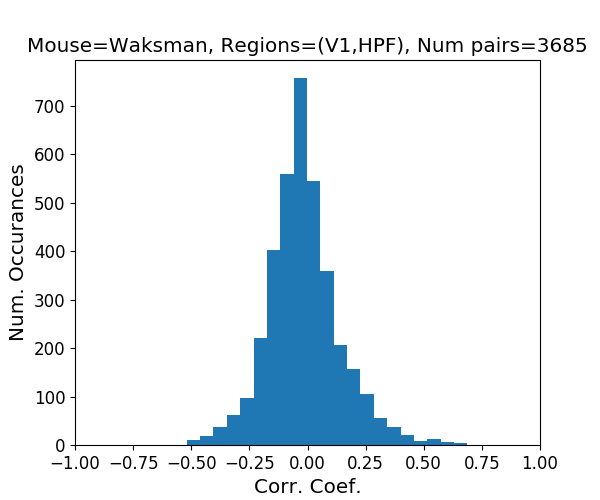 Mouse=Waksman, Regions=(V1,HPF), Num pairs=3685
Num. Occurances
700
600
500
400
300
200
100
0
−1.00 −0.75 −0.50 −0.25 0.00 0.25 0.50 0.75 1.00
Corr. Coef.